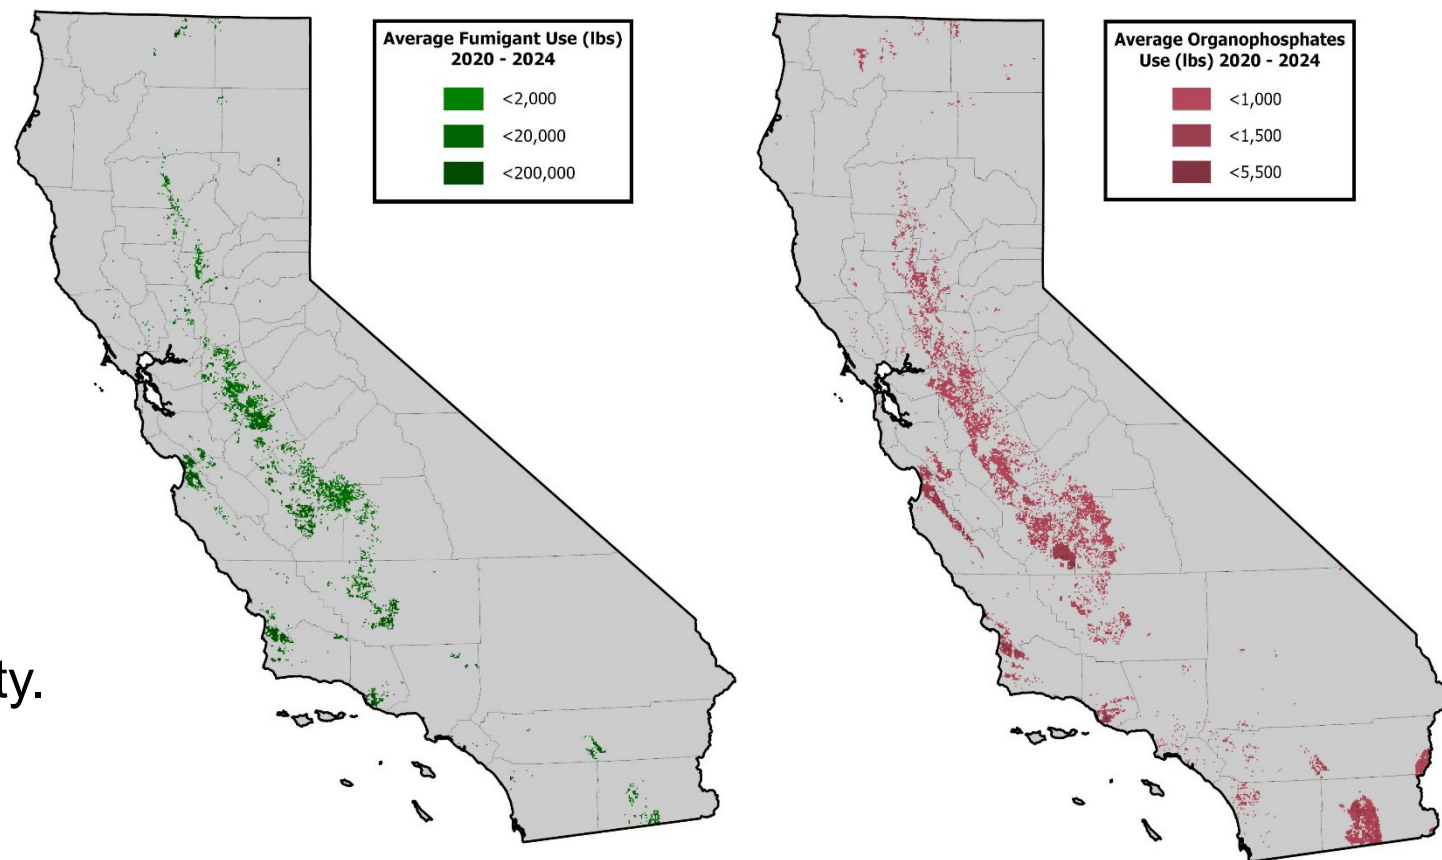 Average Fumigant Use (lbs)
2020 - 2024
<2,000
<20,000
<200,000
Average Organophosphates
Use (lbs) 2020 - 2024
<1,000
<1,500
<5,500
ty.